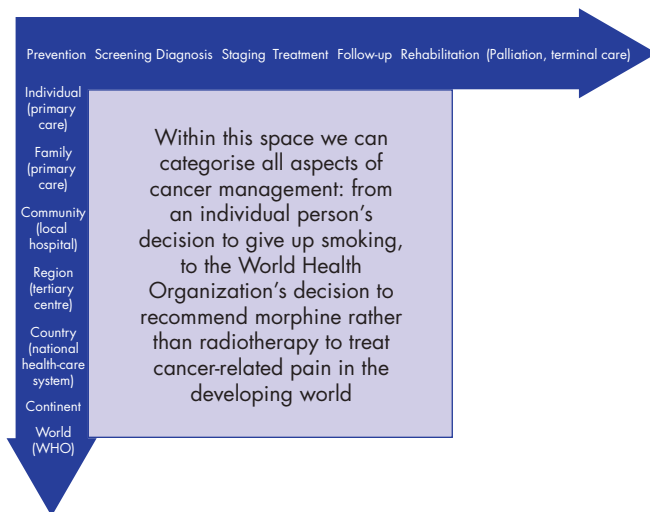 Prevention Screening Diagnosis Staging Treatment Follow-up Rehabilitation (Palliation, terminal care)
Individual
(primary
care)
Family
(primary
care)
Community
(local
hospital)
Region
(tertiary
centre)
Country
(national
health-care
system)
Continent
World
(WHO)
Within this space we can
categorise all aspects of
cancer management: from
an individual person's
decision to give up smoking,
to the World Health
Organization's decision to
recommend morphine rather
than radiotherapy to treat
cancer-related pain in the
developing world